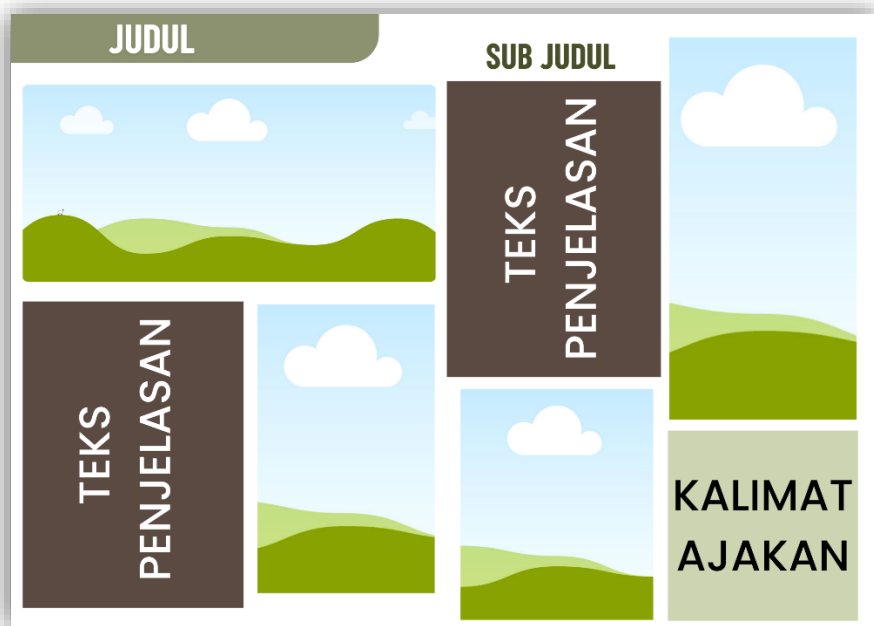 JUDUL
TEKS
PENJELASAN
SUB JUDUL
TEKS
PENJELASAN
KALIMAT
AJAKAN